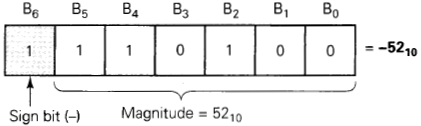 B₆ B₅ B₄ B₃ B₂ B₁ B₀
1 1 1 0 1 0 0 = –52₁₀
Sign bit (–) Magnitude = 52₁₀